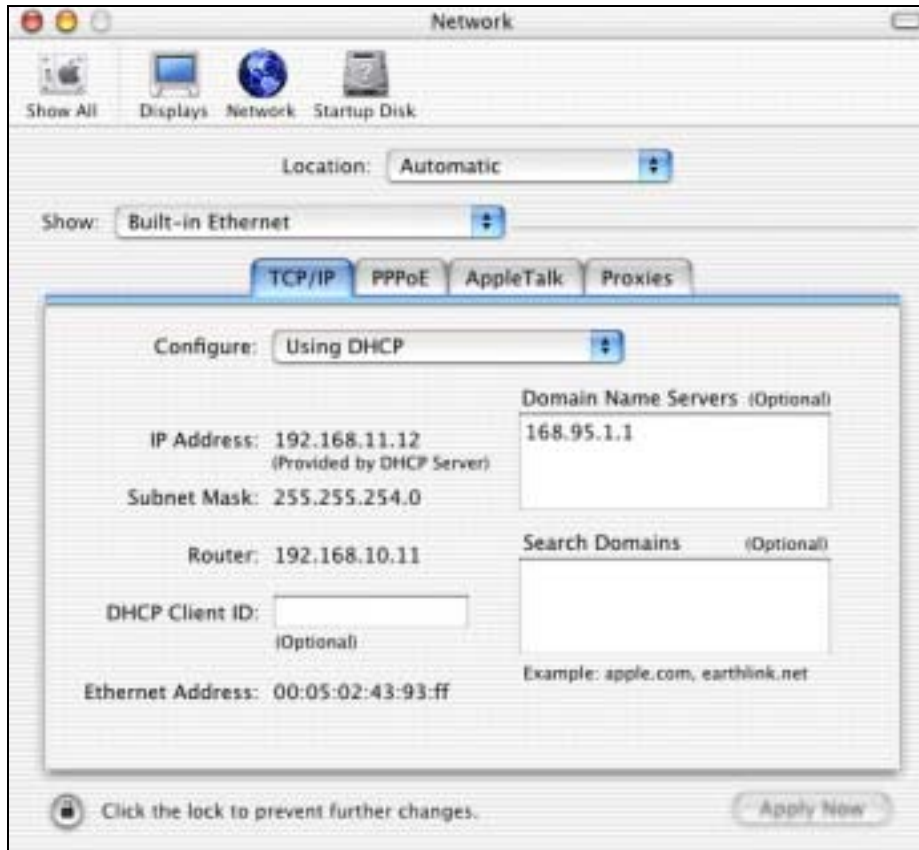 Network
Show All
Displays
Network
Startup Disk
Location: Automatic
Show: Built-in Ethernet
TCP/IP
PPPoE
AppleTalk
Proxies
Configure: Using DHCP
Domain Name Servers (Optional)
168.95.1.1
IP Address: 192.168.11.12
(Provided by DHCP Server)
Subnet Mask: 255.255.254.0
Router: 192.168.10.11
Search Domains (Optional)
DHCP Client ID:
(Optional)
Example: apple.com, earthlink.net
Ethernet Address: 00:05:02:43:93:ff
Click the lock to prevent further changes.
Apply Now